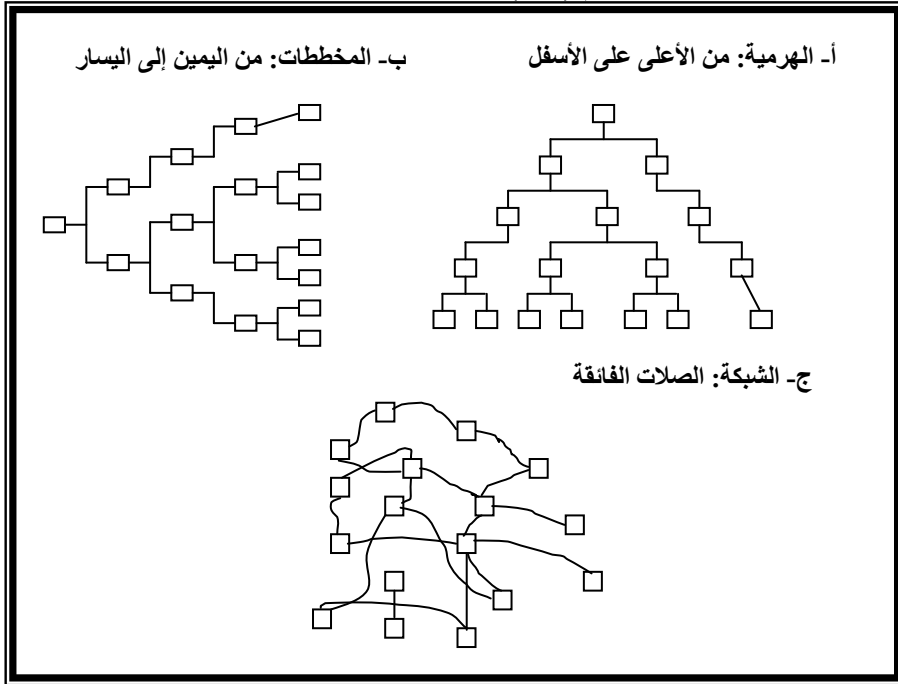 أ- الهرمية: من الأعلى على الأسفل
ب- المخططات: من اليمين إلى اليسار
ج- الشبكة: الصلات الفائقة